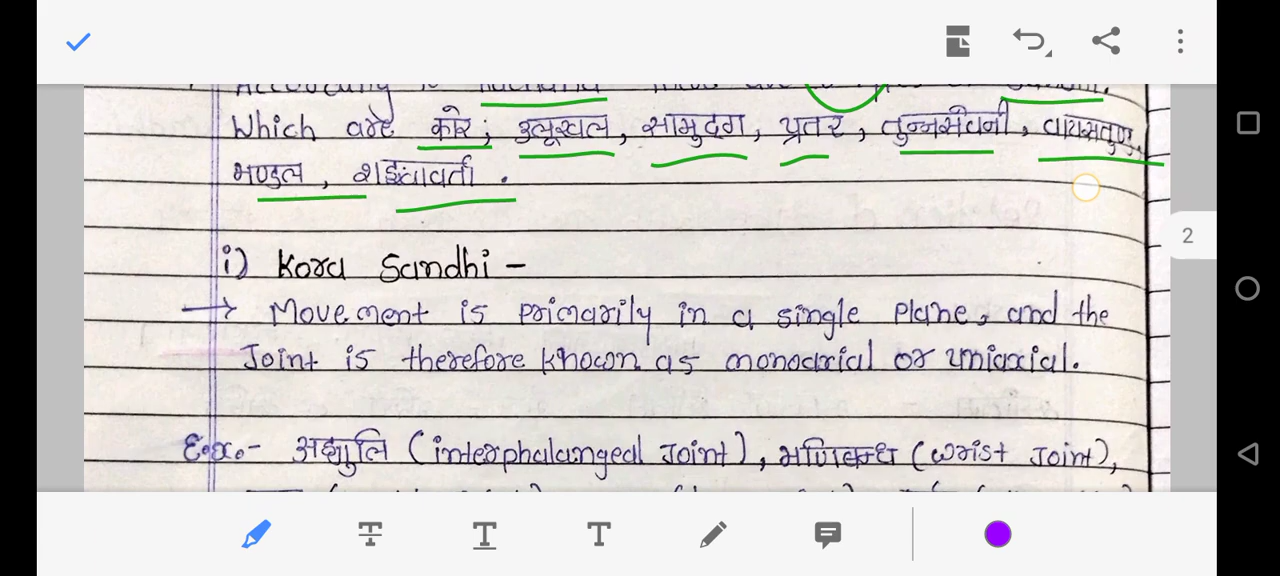 Which are कोर, उलूखल, सामुदग, प्रतर, तुन्नसेवनी, वायसतुण्ड,
मण्डल, शङ्खावर्ता .
2
i) Kora Sandhi -
→ Movement is primarily in a single plane, and the
Joint is therefore known as monoaxial or uniaxial.
E.x.- अङ्गुलि (interphalangeal Joint), मणिबन्ध (wrist Joint),
T T T